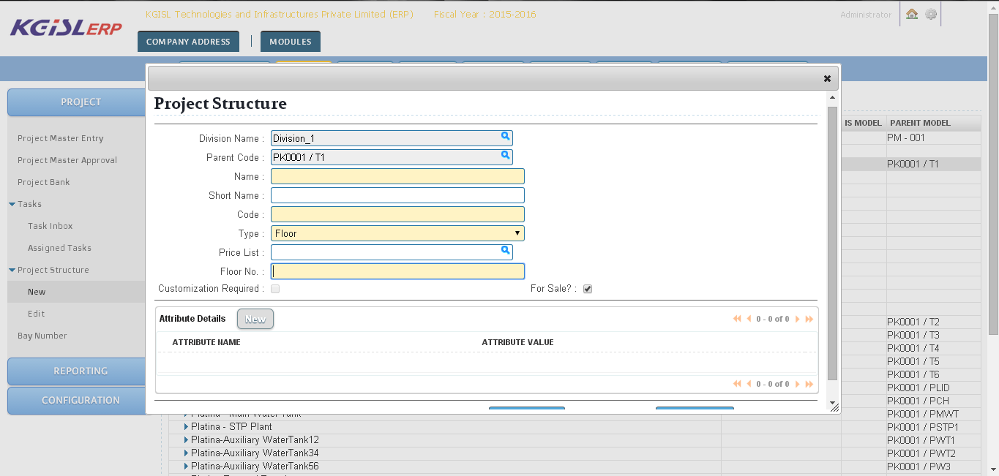 KGISL Technologies and Infrastructures Private Limited (ERP) Fiscal Year : 2015-2016 Administrator
KGiSL ERP
COMPANY ADDRESS | MODULES
PROJECT
Project Master Entry
Project Master Approval
Project Bank
Tasks
Task Inbox
Assigned Tasks
Project Structure
New
Edit
Bay Number
REPORTING
CONFIGURATION
Project Structure
Division Name : Division_1
Parent Code : PK0001 / T1
Name :
Short Name :
Code :
Type : Floor
Price List :
Floor No. :
Customization Required : For Sale? :
Attribute Details New 0 - 0 of 0
ATTRIBUTE NAME ATTRIBUTE VALUE
0 - 0 of 0
IS MODEL PARENT MODEL
PM - 001
PK0001 / T1
PK0001 / T2
PK0001 / T3
PK0001 / T4
PK0001 / T5
PK0001 / T6
PK0001 / PLID
PK0001 / PCH
Platina - Main Water Tank PK0001 / PMWT
Platina - STP Plant PK0001 / PSTP1
Platina-Auxiliary WaterTank12 PK0001 / PWT1
Platina-Auxiliary WaterTank34 PK0001 / PWT2
Platina-Auxiliary WaterTank56 PK0001 / PW3